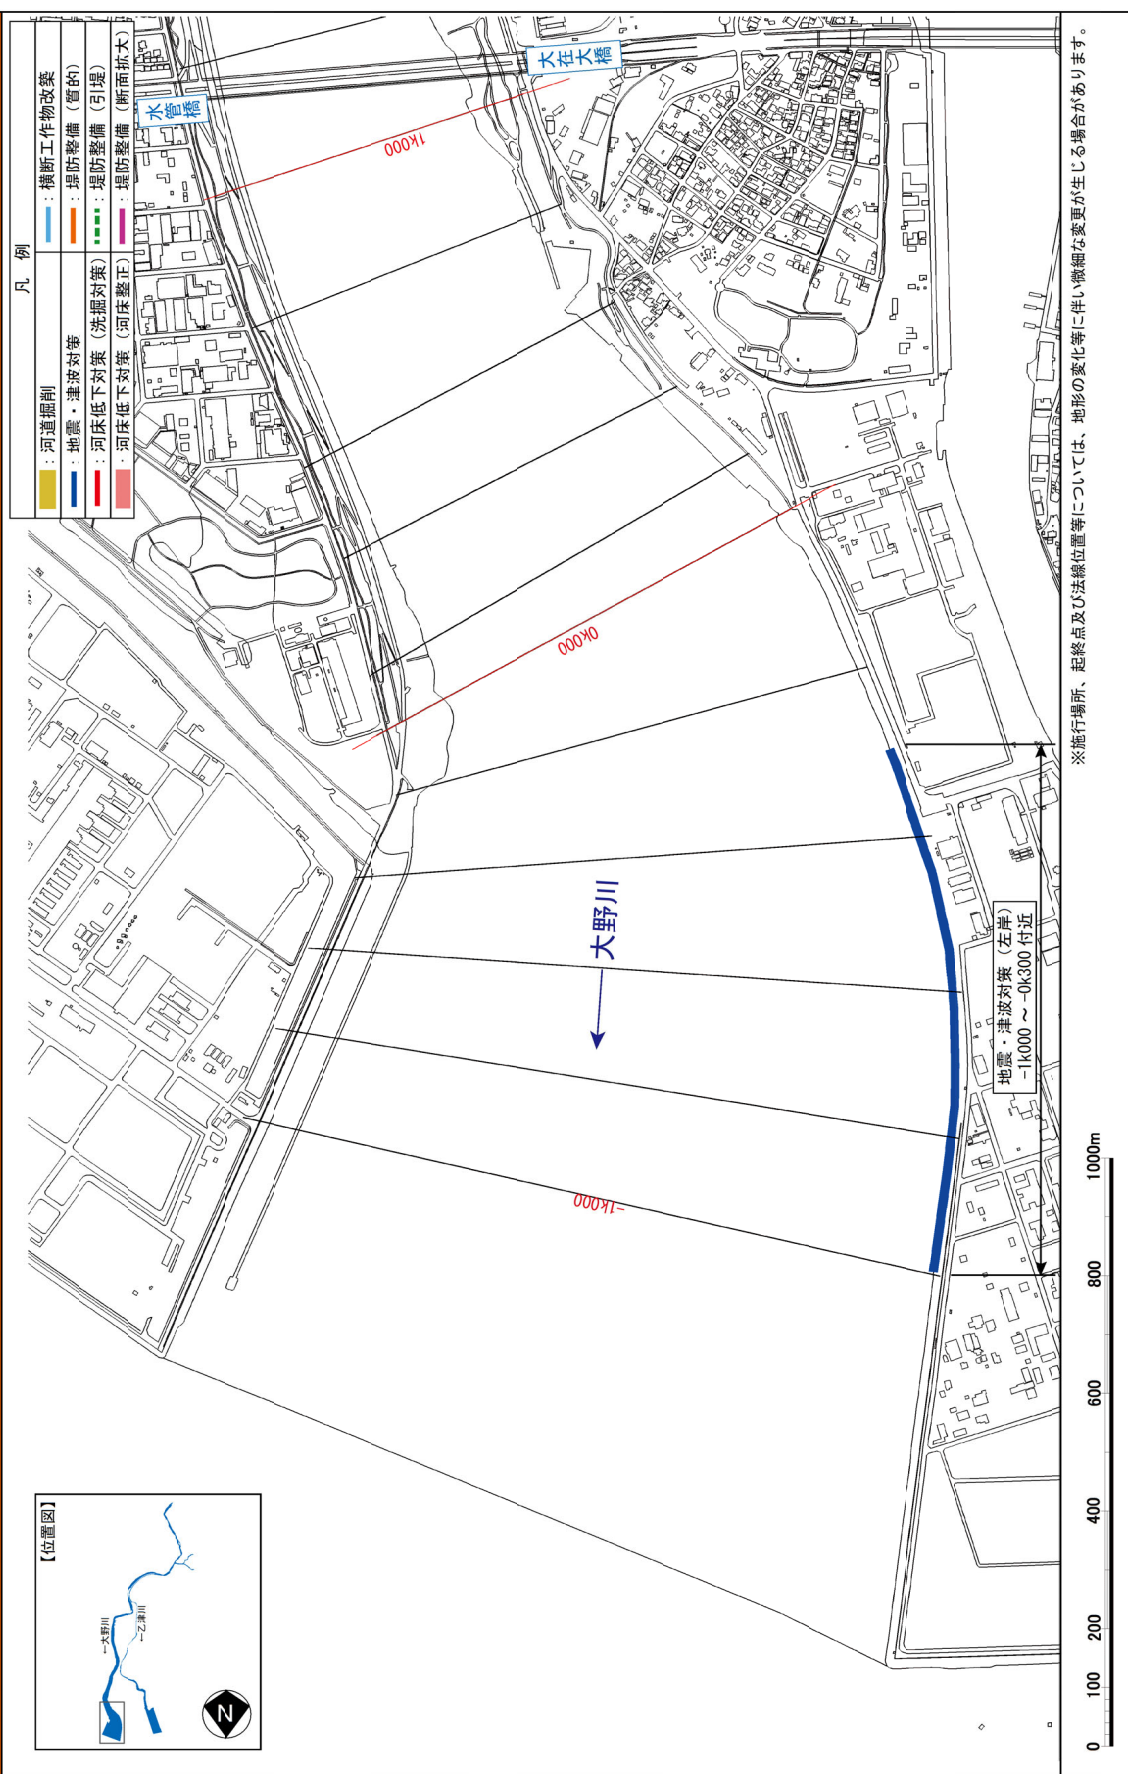 凡　例
：河道掘削
：横断工作物改築
：地震・津波対策
：堤防整備（質的）
：河床低下対策（洗掘対策）
：堤防整備（引堤）
：河床低下対策（河床整正）
：堤防整備（断面拡大）
水管橋
大在大橋
1k000
0k000
-1k000
←大野川
地震・津波対策（左岸）
-1k000 ～ -0k300 付近
【位置図】
←大野川
←乙津川
N
0 100 200 400 600 800 1000m
※施行場所、起終点及び法線位置等については、地形の変化等に伴い微細な変更が生じる場合があります。